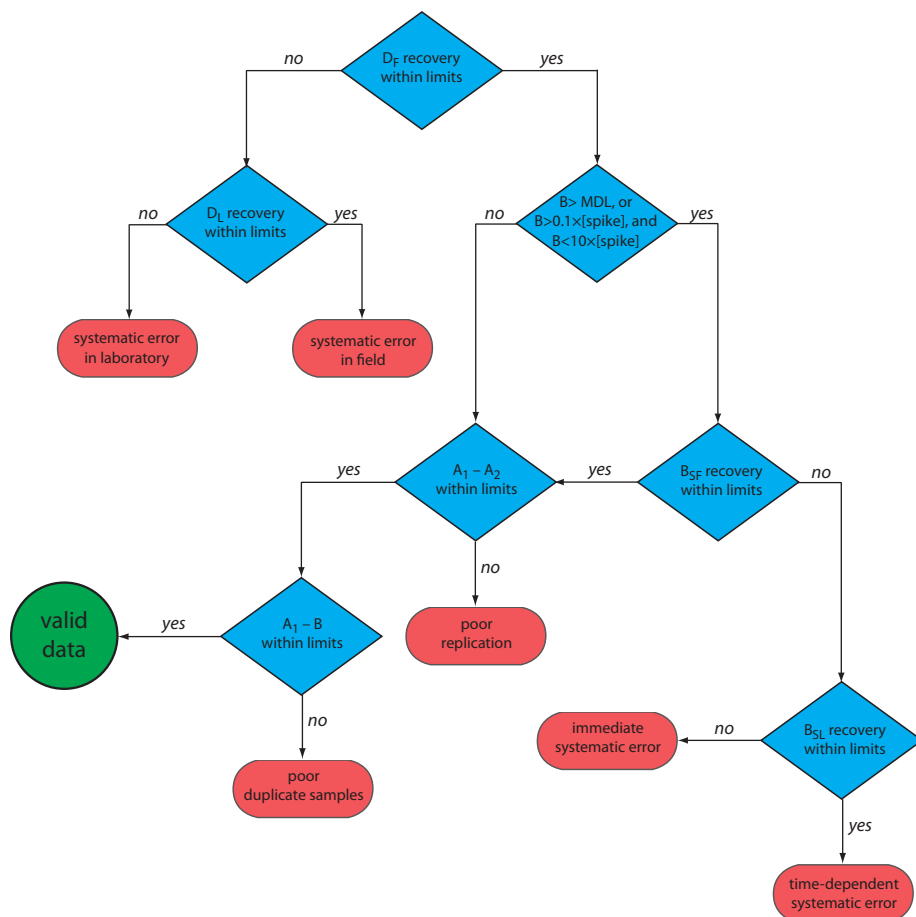 D_F recovery
within limits
no
yes
D_L recovery
within limits
no
yes
B> MDL, or
B>0.1×[spike], and
B<10×[spike]
no
yes
systematic error
in laboratory
systematic error
in field
A₁ – A₂
within limits
yes
yes
B_SF recovery
within limits
no
no
A₁ – B
within limits
yes
valid
data
poor
replication
no
poor
duplicate samples
immediate
systematic error
no
B_SL recovery
within limits
yes
time-dependent
systematic error